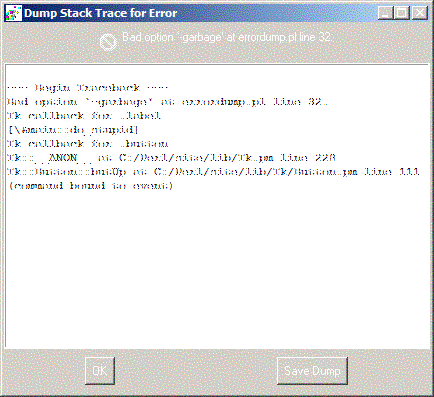 Dump Stack Trace for Error
Bad option `-garbage' at errordump.pl line 32.
----- Begin Traceback -----
Bad option `-garbage' at errordump.pl line 32.
Tk callback for .label
[\&main::do_stupid]
Tk callback for .button
Tk::__ANON__ at C:/Perl/site/lib/Tk.pm line 228
Tk::Button::butUp at C:/Perl/site/lib/Tk/Button.pm line 111
(command bound to event)
OK
Save Dump